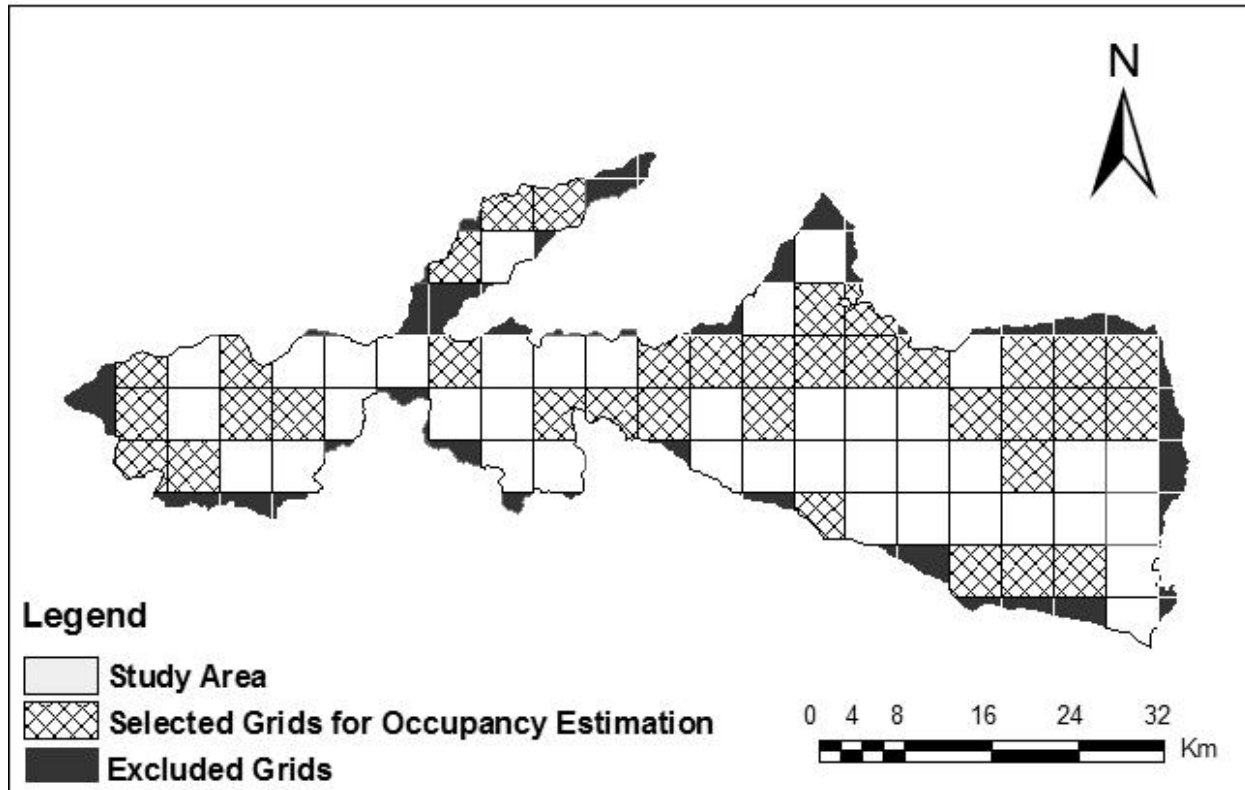 N
Legend
Study Area
Selected Grids for Occupancy Estimation
Excluded Grids
0 4 8 16 24 32
Km